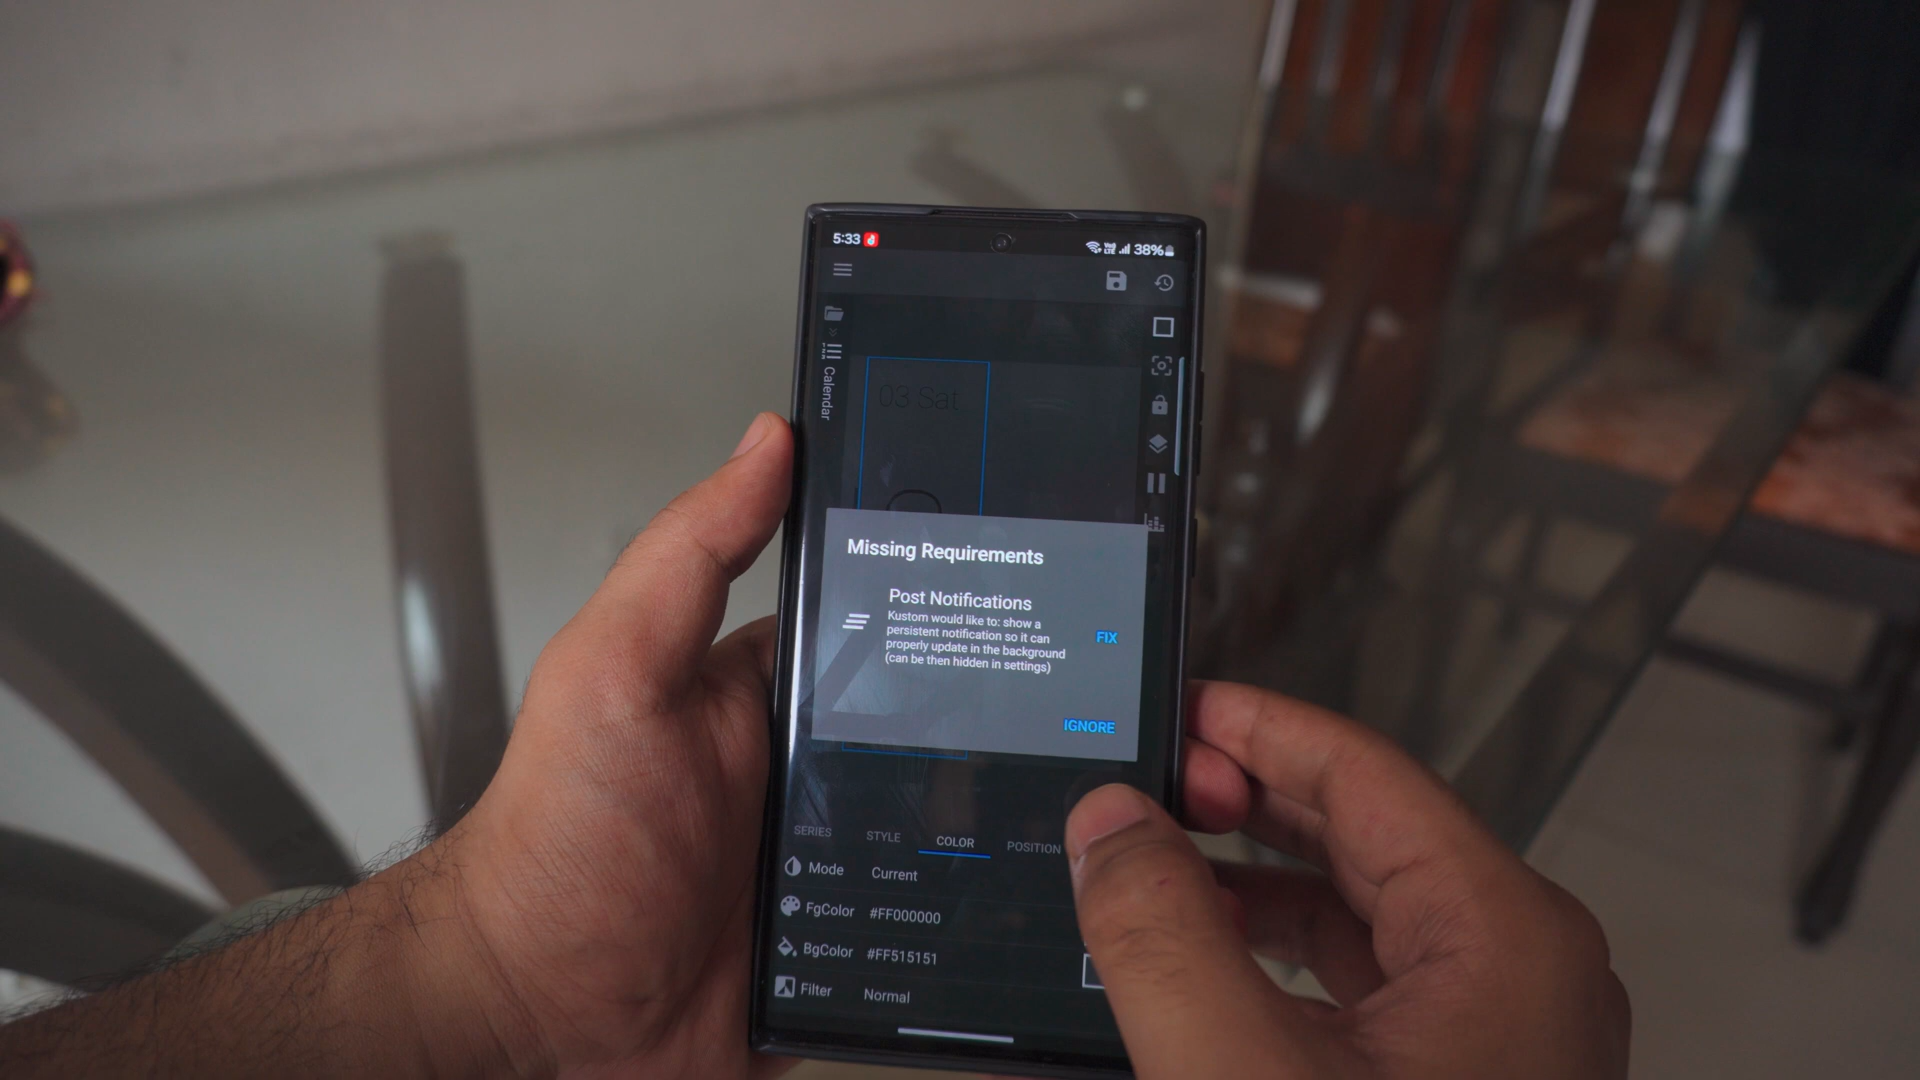 5:33
38%
Calendar
03 Sat
Missing Requirements
Post Notifications
Kustom would like to: show a
persistent notification so it can
properly update in the background
(can be then hidden in settings)
FIX
IGNORE
SERIES STYLE COLOR POSITION
Mode Current
FgColor #FF000000
BgColor #FF515151
Filter Normal